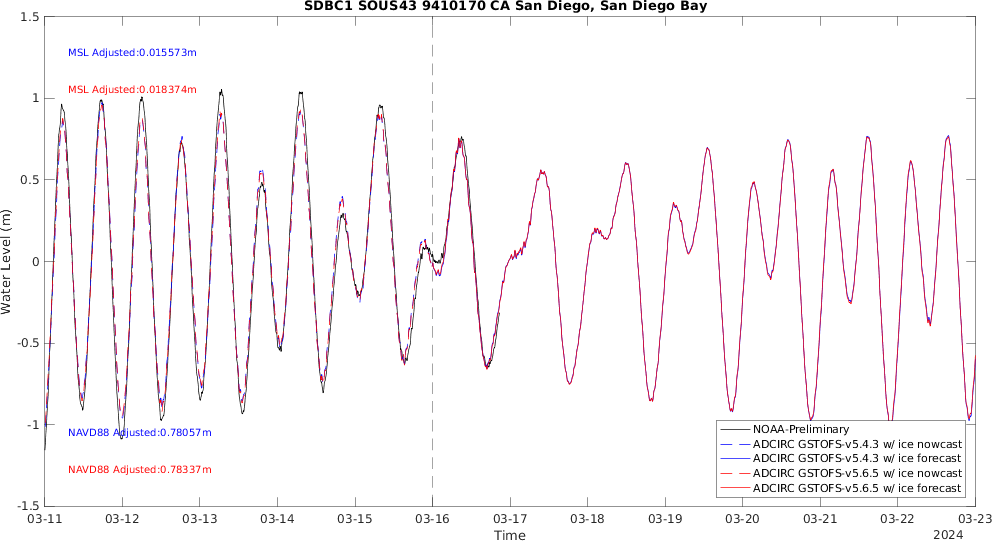 SDBC1 SOUS43 9410170 CA San Diego, San Diego Bay
1.5
MSL Adjusted:0.015573m
MSL Adjusted:0.018374m
1
0.5
Water Level (m)
0
-0.5
-1
NAVD88 Adjusted:0.78057m
NAVD88 Adjusted:0.78337m
-1.5
NOAA-Preliminary
ADCIRC GSTOFS-v5.4.3 w/ ice nowcast
ADCIRC GSTOFS-v5.4.3 w/ ice forecast
ADCIRC GSTOFS-v5.6.5 w/ ice nowcast
ADCIRC GSTOFS-v5.6.5 w/ ice forecast
03-11 03-12 03-13 03-14 03-15 03-16 03-17 03-18 03-19 03-20 03-21 03-22 03-23
Time
2024